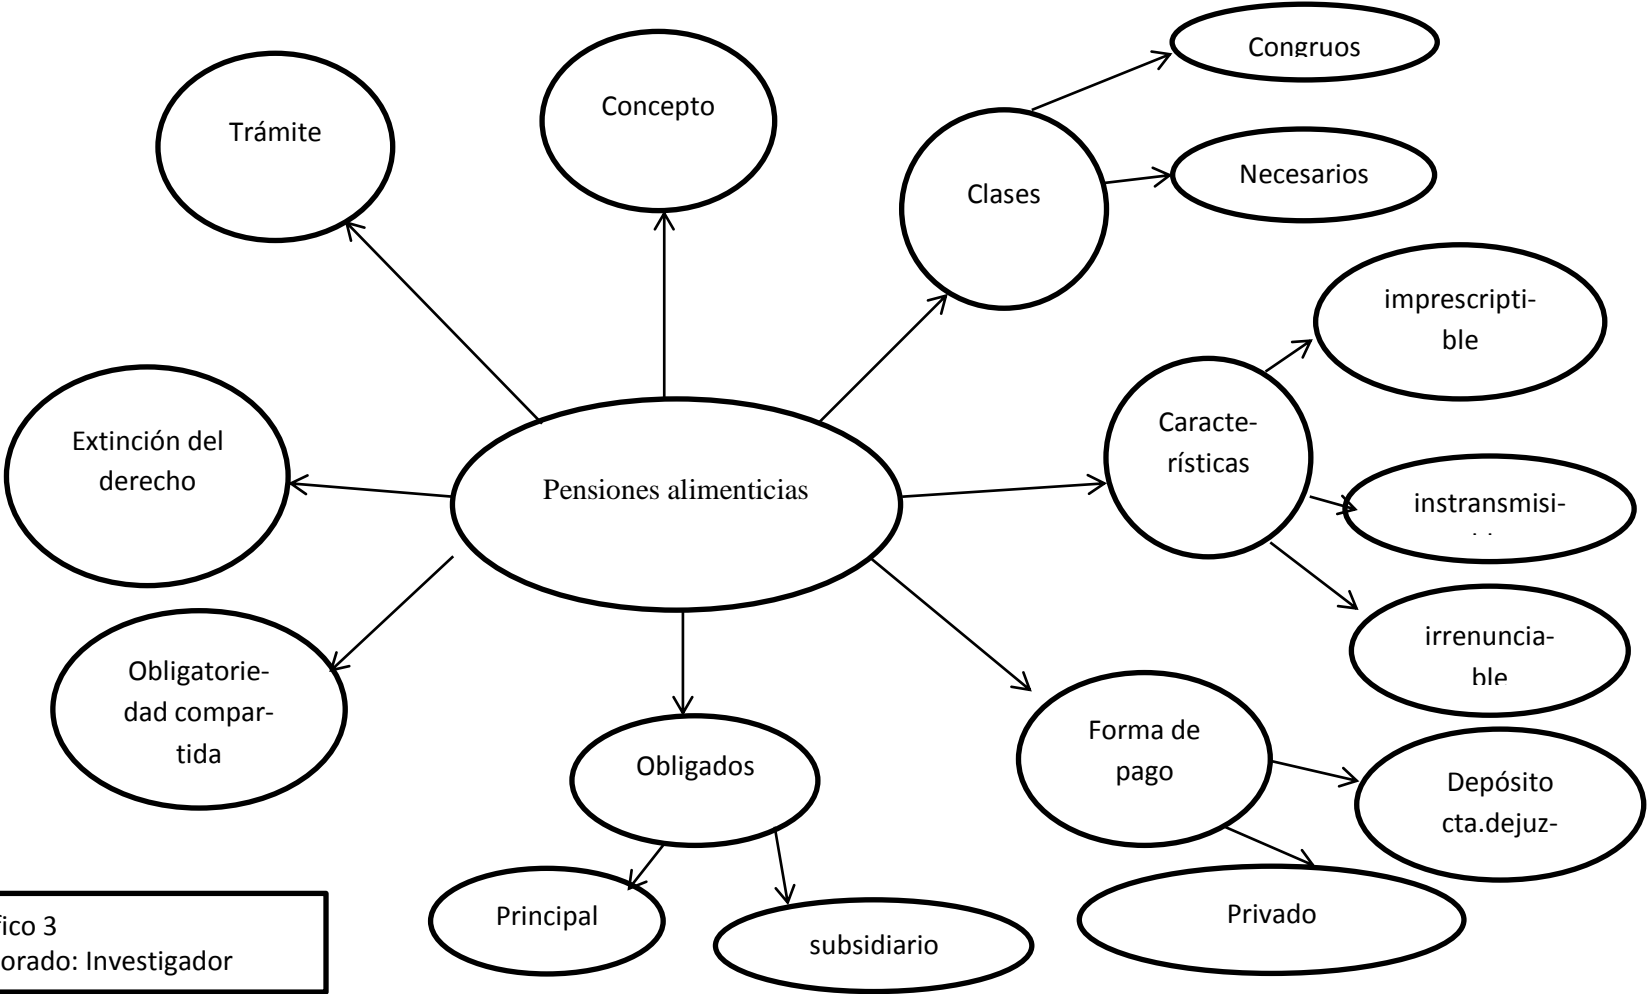 Congruos
Concepto
Trámite
Necesarios
Clases
imprescripti-
ble
Caracte-
rísticas
Extinción del
derecho
Pensiones alimenticias
instransmisi-
irrenuncia-
ble
Obligatorie-
dad compar-
tida
Forma de
pago
Obligados
Depósito
cta.dejuz-
Principal
subsidiario
Privado
fico 3
orado: Investigador